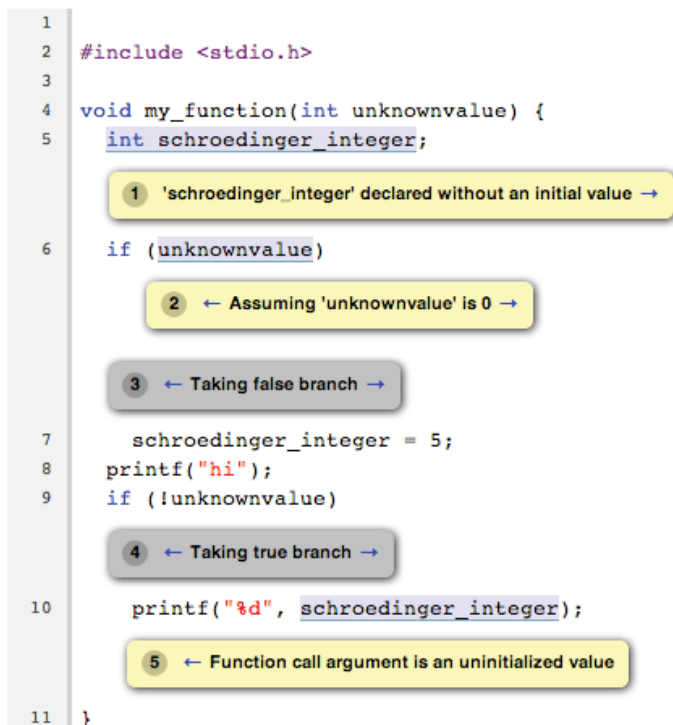 1
2 #include <stdio.h>
3
4 void my_function(int unknownvalue) {
5 int schroedinger_integer;
1 'schroedinger_integer' declared without an initial value →
6 if (unknownvalue)
2 ← Assuming 'unknownvalue' is 0 →
3 ← Taking false branch →
7 schroedinger_integer = 5;
8 printf("hi");
9 if (!unknownvalue)
4 ← Taking true branch →
10 printf("%d", schroedinger_integer);
5 ← Function call argument is an uninitialized value
11 }